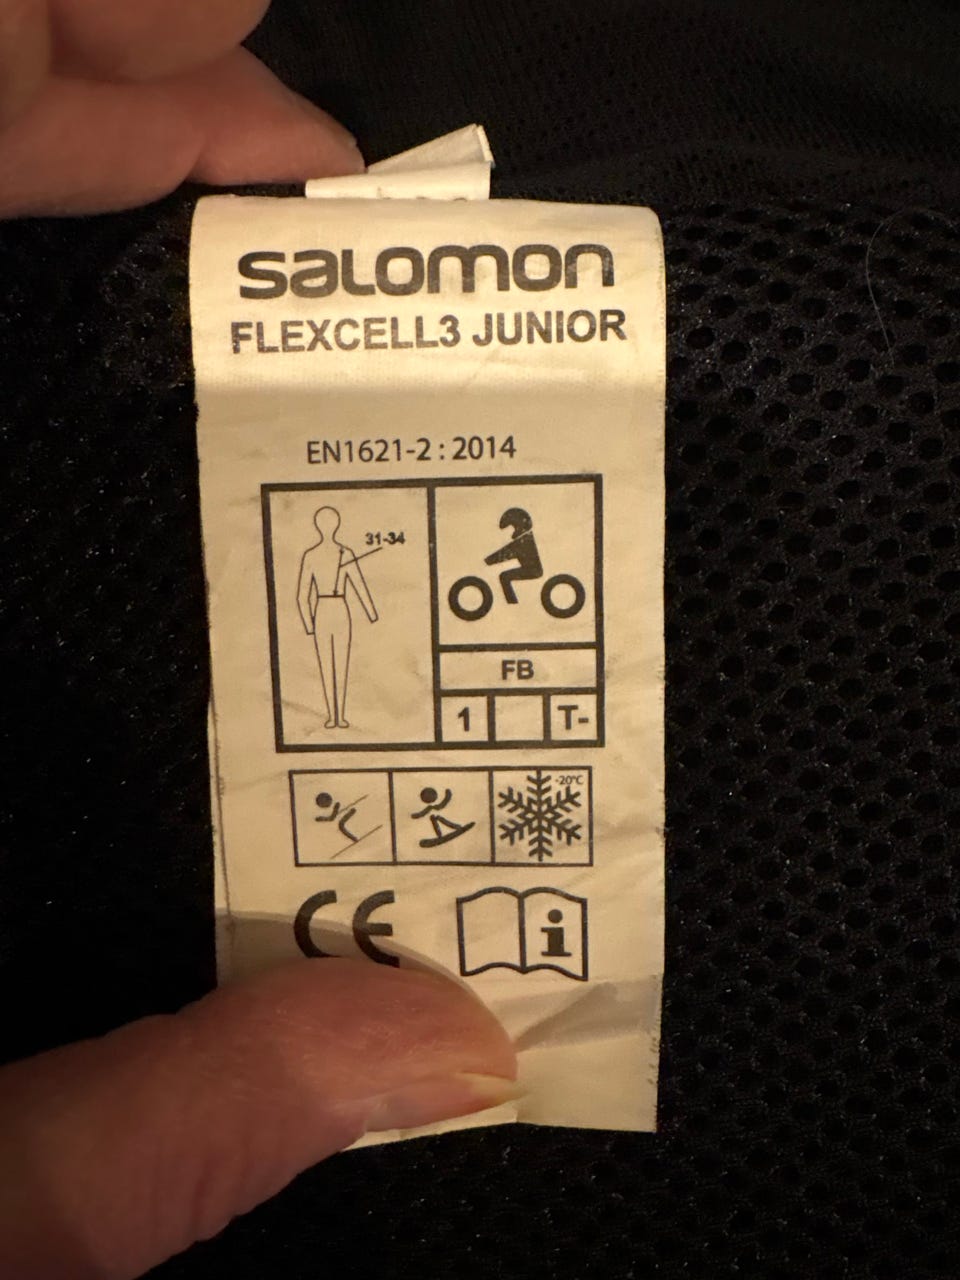 salomon
FLEXCELL3 JUNIOR
EN1621-2 : 2014
31-34
FB
1
T-
-20°C
CE
i